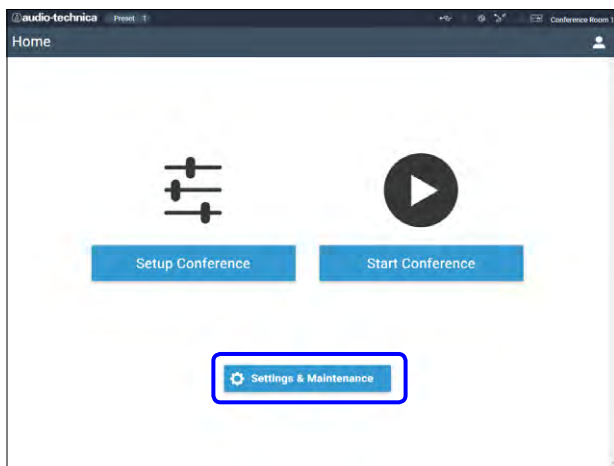 audio-technica Preset 1 Conference Room 1
Home
Setup Conference Start Conference
Settings & Maintenance